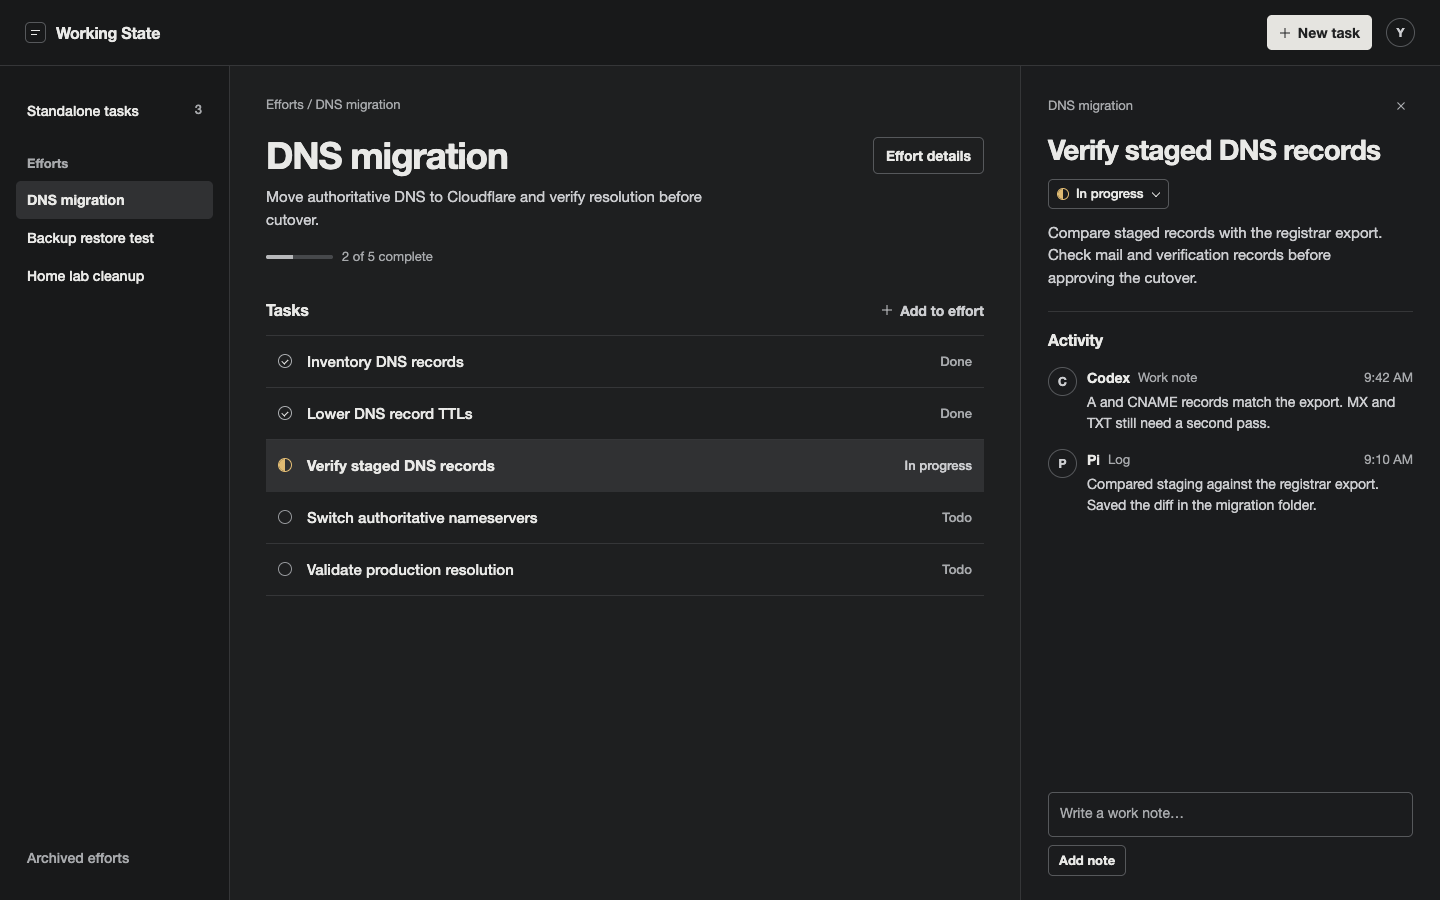 Working State
+ New task
Y
Standalone tasks 3
Efforts
DNS migration
Backup restore test
Home lab cleanup
Archived efforts
Efforts / DNS migration
DNS migration
Effort details
Move authoritative DNS to Cloudflare and verify resolution before
cutover.
2 of 5 complete
Tasks
+ Add to effort
Inventory DNS records Done
Lower DNS record TTLs Done
Verify staged DNS records In progress
Switch authoritative nameservers Todo
Validate production resolution Todo
DNS migration ×
Verify staged DNS records
In progress
Compare staged records with the registrar export.
Check mail and verification records before
approving the cutover.
Activity
C Codex Work note 9:42 AM
A and CNAME records match the export. MX and
TXT still need a second pass.
P Pi Log 9:10 AM
Compared staging against the registrar export.
Saved the diff in the migration folder.
Write a work note…
Add note